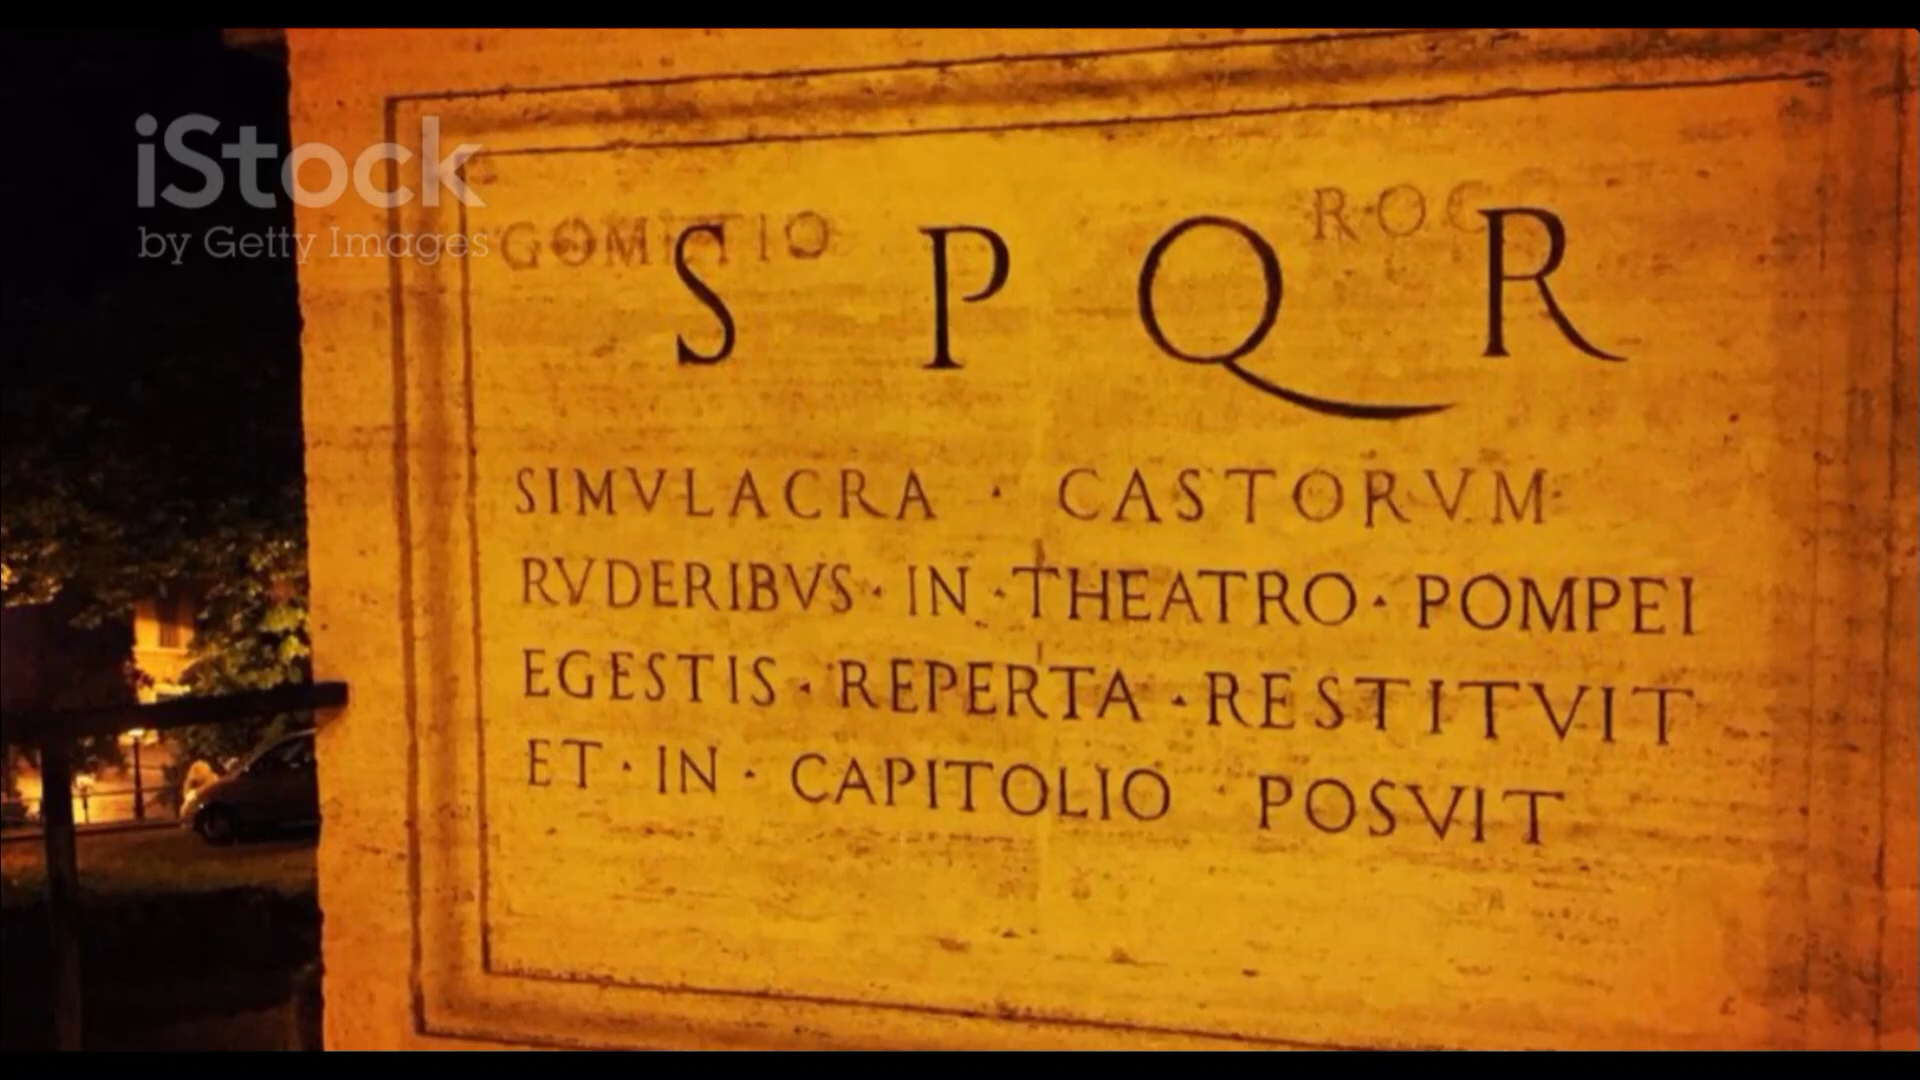 iStock
by Getty Images
S P Q R
SIMVLACRA · CASTORVM
RVDERIBVS · IN · THEATRO · POMPEI
EGESTIS · REPERTA · RESTITVIT
ET · IN · CAPITOLIO POSVIT